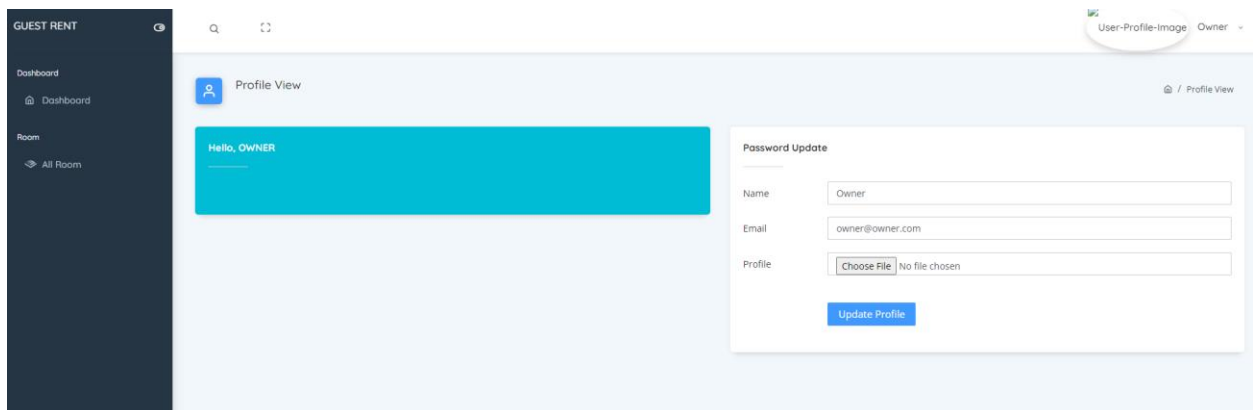 GUEST RENT
User-Profile-Image Owner
Dashboard
Dashboard
Room
All Room
Profile View
/ Profile View
Hello, OWNER
Password Update
Name Owner
Email owner@owner.com
Profile Choose File No file chosen
Update Profile